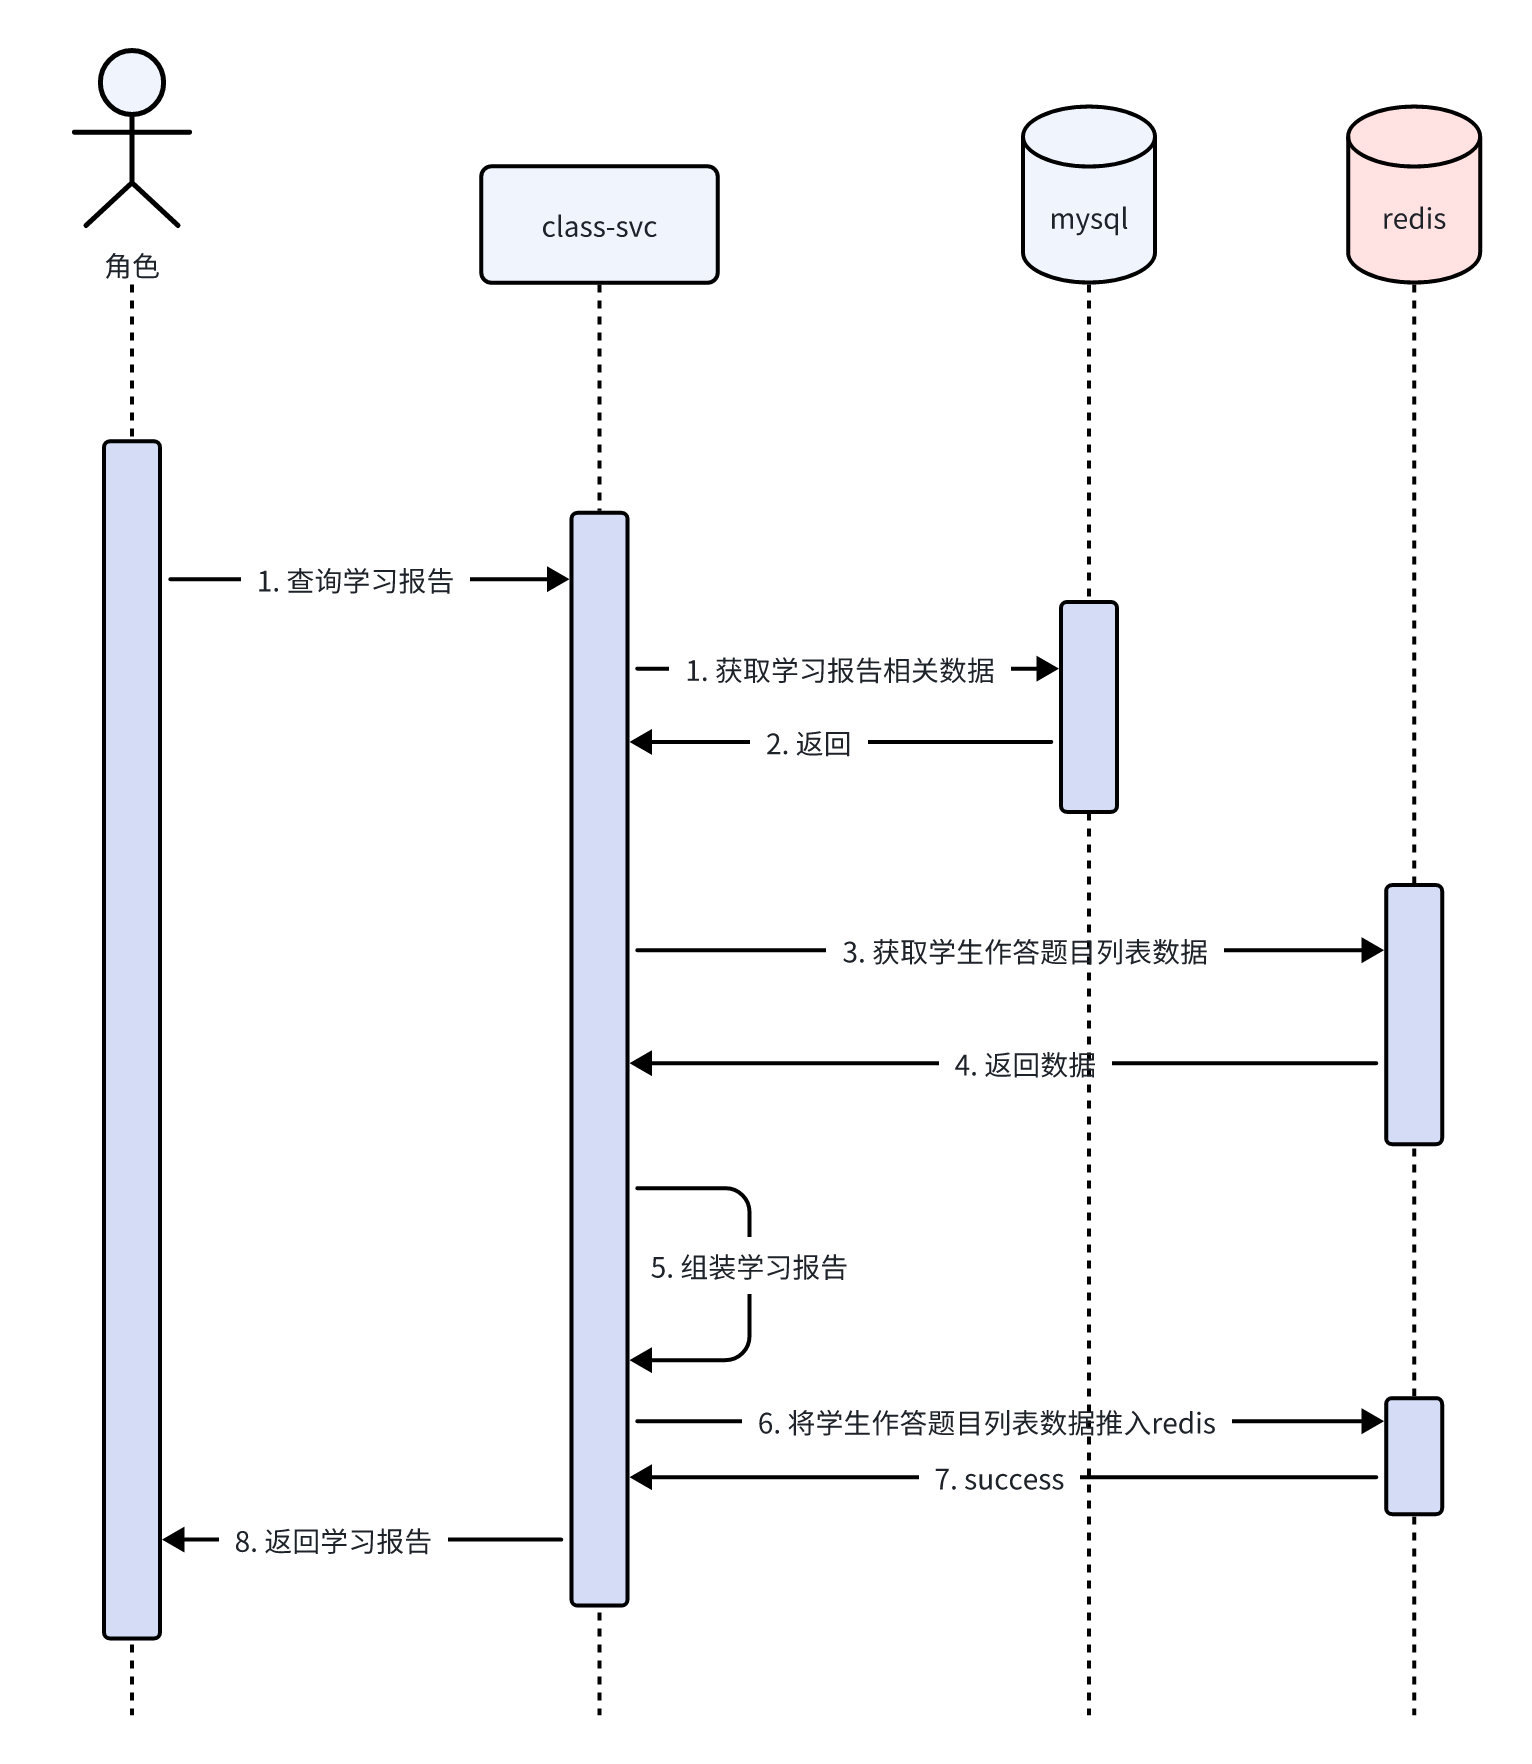 角色
class-svc
mysql
redis
1. 查询学习报告
1. 获取学习报告相关数据
2. 返回
3. 获取学生作答题目列表数据
4. 返回数据
5. 组装学习报告
6. 将学生作答题目列表数据推入redis
7. success
8. 返回学习报告